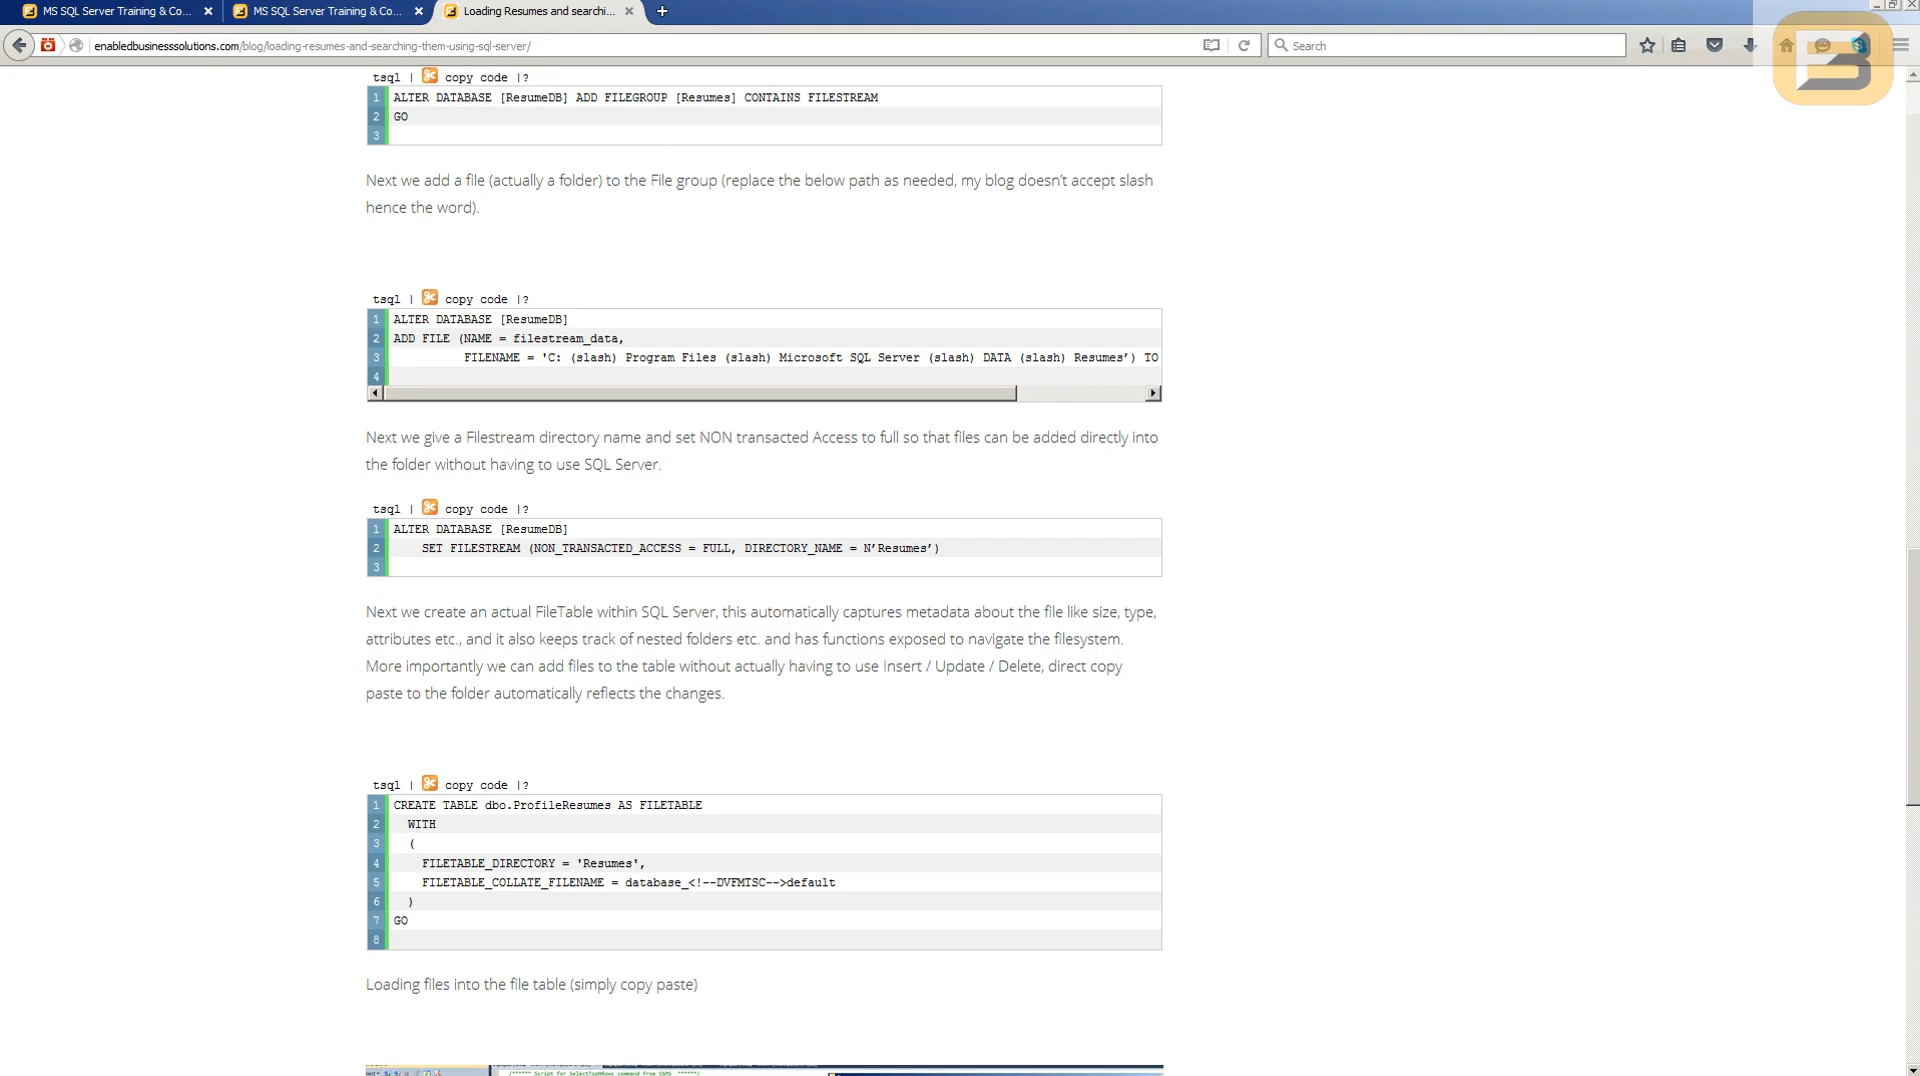 MS SQL Server Training & Co...
MS SQL Server Training & Co...
Loading Resumes and searchi...
enabledbusinesssolutions.com/blog/loading-resumes-and-searching-them-using-sql-server/
Search
tsql | copy code |?
1 ALTER DATABASE [ResumeDB] ADD FILEGROUP [Resumes] CONTAINS FILESTREAM
2 GO
3
Next we add a file (actually a folder) to the File group (replace the below path as needed, my blog doesn’t accept slash
hence the word).
tsql | copy code |?
1 ALTER DATABASE [ResumeDB]
2 ADD FILE (NAME = filestream_data,
3 FILENAME = 'C: (slash) Program Files (slash) Microsoft SQL Server (slash) DATA (slash) Resumes’) TO
4
Next we give a Filestream directory name and set NON transacted Access to full so that files can be added directly into
the folder without having to use SQL Server.
tsql | copy code |?
1 ALTER DATABASE [ResumeDB]
2 SET FILESTREAM (NON_TRANSACTED_ACCESS = FULL, DIRECTORY_NAME = N’Resumes’)
3
Next we create an actual FileTable within SQL Server, this automatically captures metadata about the file like size, type,
attributes etc., and it also keeps track of nested folders etc. and has functions exposed to navigate the filesystem.
More importantly we can add files to the table without actually having to use Insert / Update / Delete, direct copy
paste to the folder automatically reflects the changes.
tsql | copy code |?
1 CREATE TABLE dbo.ProfileResumes AS FILETABLE
2 WITH
3 (
4 FILETABLE_DIRECTORY = 'Resumes',
5 FILETABLE_COLLATE_FILENAME = database_<!--DVFMTSC-->default
6 )
7 GO
8
Loading files into the file table (simply copy paste)
/****** Script for SelectTopNRows command from SSMS ******/